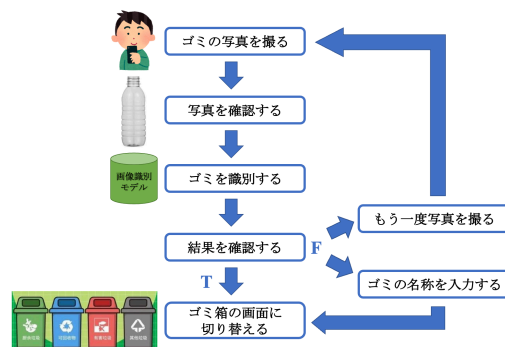 ゴミの写真を撮る
写真を確認する
画像識別
モデル
ゴミを識別する
結果を確認する
F
もう一度写真を撮る
T
ゴミの名称を入力する
ゴミ箱の画面に
切り替える